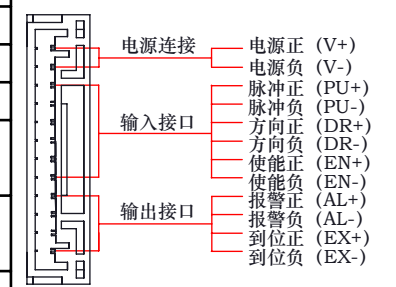 电源连接
电源正 (V+)
电源负 (V-)
输入接口
脉冲正 (PU+)
脉冲负 (PU-)
方向正 (DR+)
方向负 (DR-)
使能正 (EN+)
使能负 (EN-)
输出接口
报警正 (AL+)
报警负 (AL-)
到位正 (EX+)
到位负 (EX-)